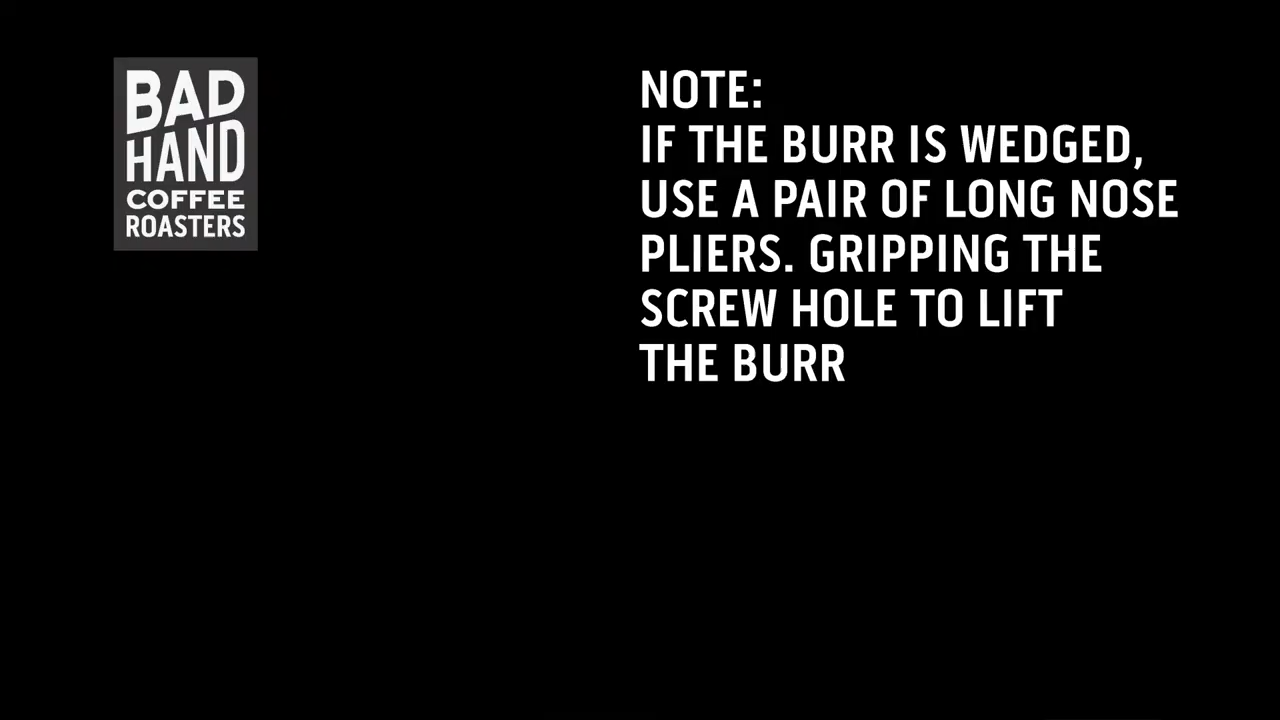 BAD
HAND
COFFEE
ROASTERS
NOTE:
IF THE BURR IS WEDGED,
USE A PAIR OF LONG NOSE
PLIERS. GRIPPING THE
SCREW HOLE TO LIFT
THE BURR